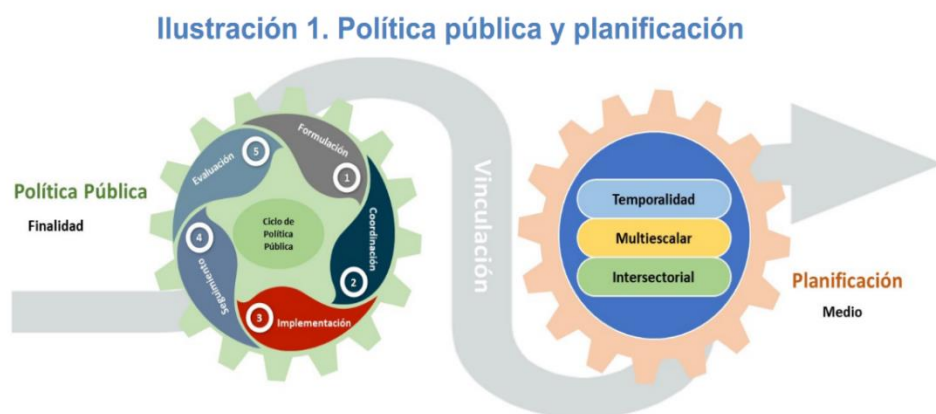 Ilustración 1. Política pública y planificación
Política Pública
Finalidad
Formulación
1
Coordinación
2
Implementación
3
Seguimiento
4
Evaluación
5
Ciclo de
Política
Pública
Vinculación
Temporalidad
Multiescalar
Intersectorial
Planificación
Medio